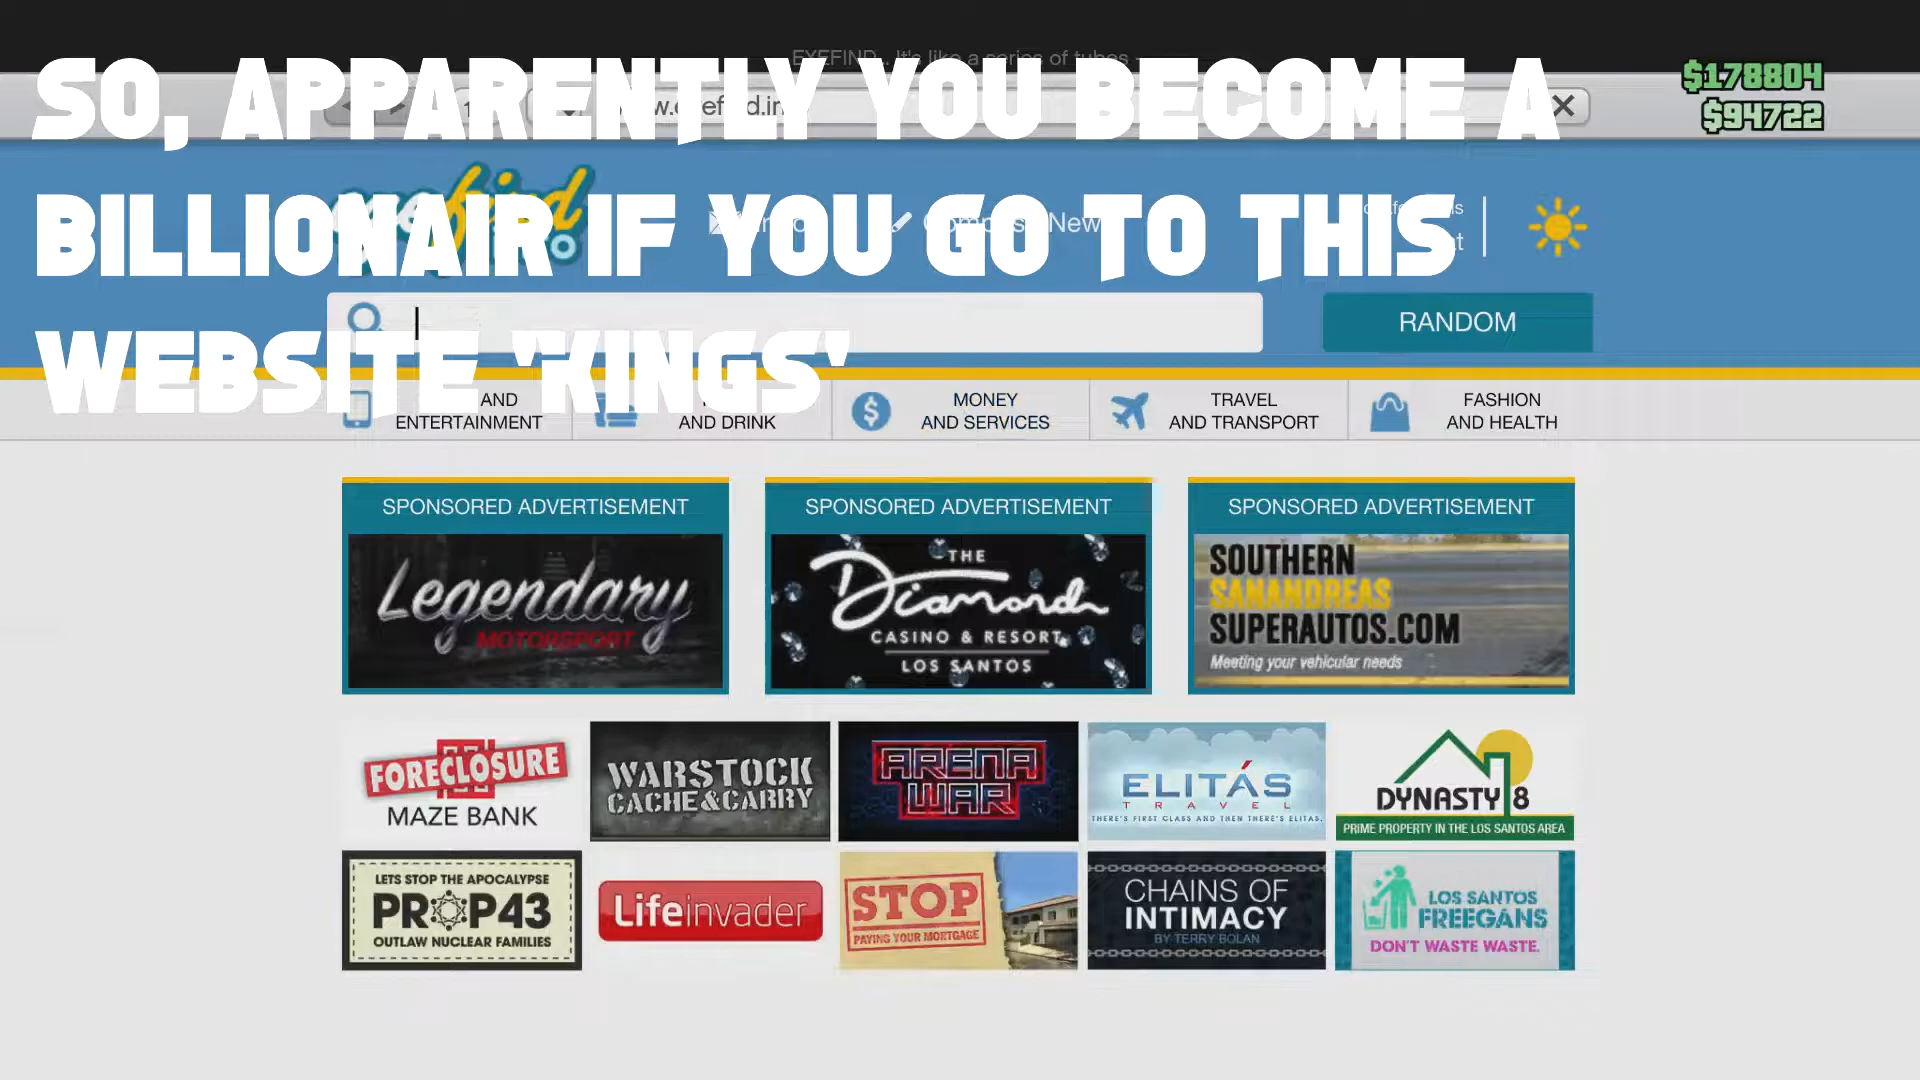 EYEFIND... It's like a series of tubes -
SO, APPARENTLY YOU BECOME A
$178804
$94722
BILLIONAIR IF YOU GO TO THIS
WEBSITE 'KINGS'
RANDOM
AND
ENTERTAINMENT
AND DRINK
MONEY
AND SERVICES
TRAVEL
AND TRANSPORT
FASHION
AND HEALTH
SPONSORED ADVERTISEMENT
SPONSORED ADVERTISEMENT
SPONSORED ADVERTISEMENT
Legendary
MOTORSPORT
THE
Diamond
CASINO & RESORT
LOS SANTOS
SOUTHERN
SANANDREAS
SUPERAUTOS.COM
Meeting your vehicular needs
FORECLOSURE
MAZE BANK
WARSTOCK
CACHE&CARRY
ARENA
WAR
ELITÁS
TRAVEL
THERE'S FIRST CLASS AND THEN THERE'S ELITAS.
DYNASTY 8
PRIME PROPERTY IN THE LOS SANTOS AREA
LETS STOP THE APOCALYPSE
PROP43
OUTLAW NUCLEAR FAMILIES
Lifeinvader
STOP
PAYING YOUR MORTGAGE
CHAINS OF
INTIMACY
BY TERRY BOLAN
LOS SANTOS
FREEGANS
DON'T WASTE WASTE.